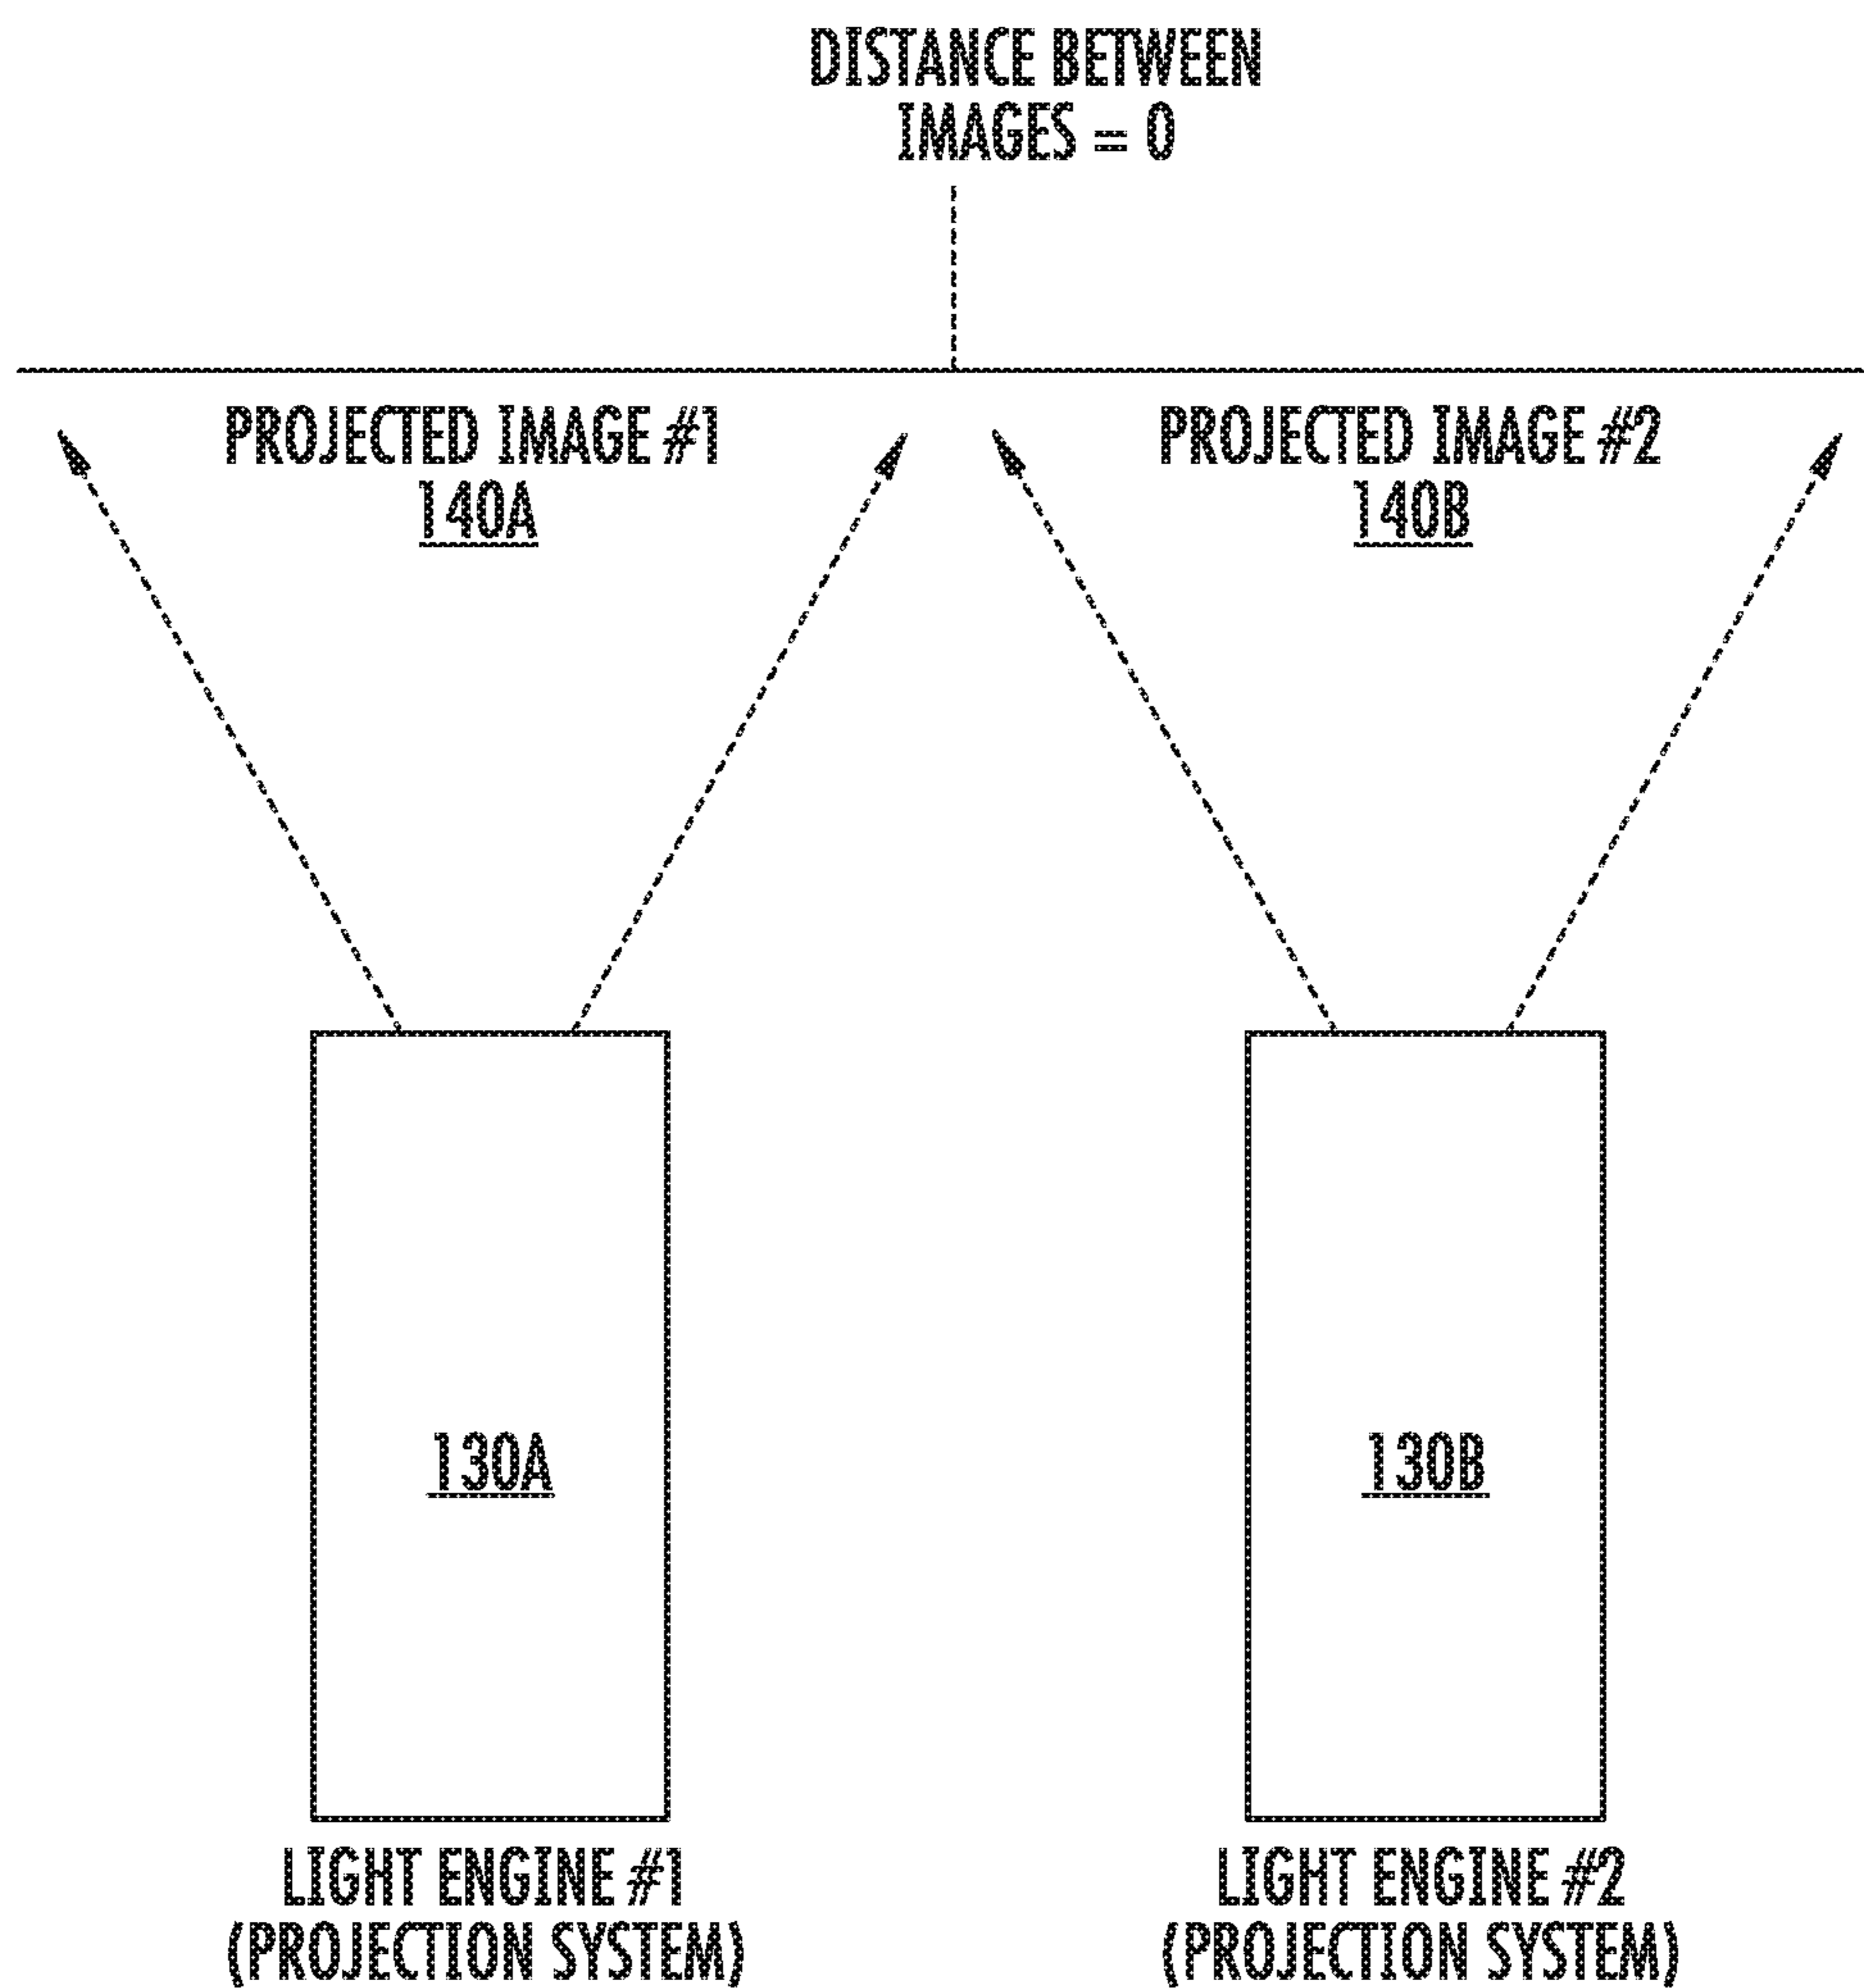 DISTANCE BETWEEN
IMAGES = 0
PROJECTED IMAGE #1
140A
PROJECTED IMAGE #2
140B
130A
130B
LIGHT ENGINE #1
(PROJECTION SYSTEM)
LIGHT ENGINE #2
(PROJECTION SYSTEM)